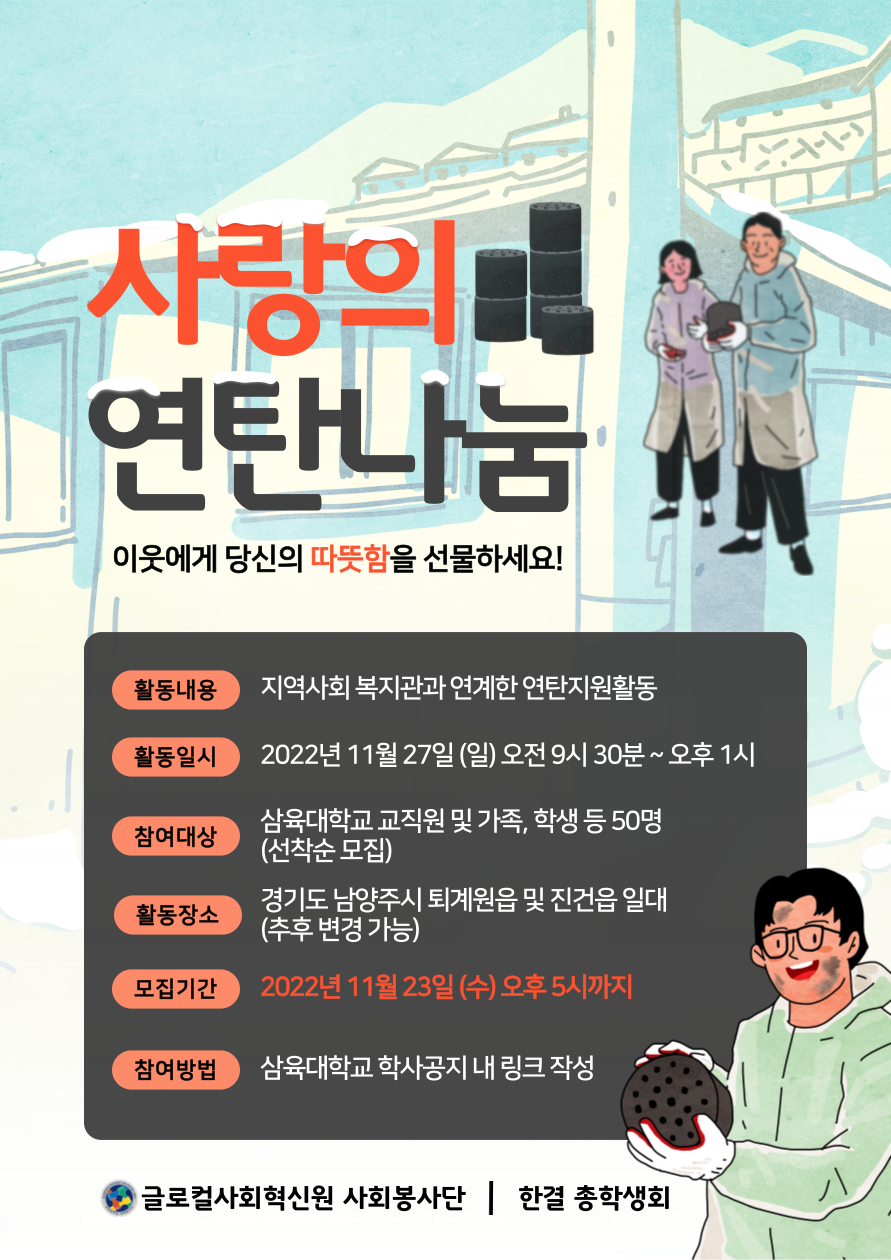 사랑의
연탄나눔
이웃에게 당신의 따뜻함을 선물하세요!
활동내용 지역사회 복지관과 연계한 연탄지원활동
활동일시 2022년 11월 27일 (일) 오전 9시 30분 ~ 오후 1시
참여대상 삼육대학교 교직원 및 가족, 학생 등 50명
(선착순 모집)
활동장소 경기도 남양주시 퇴계원읍 및 진건읍 일대
(추후 변경 가능)
모집기간 2022년 11월 23일 (수) 오후 5시까지
참여방법 삼육대학교 학사공지 내 링크 작성
글로컬사회혁신원 사회봉사단 | 한결 총학생회